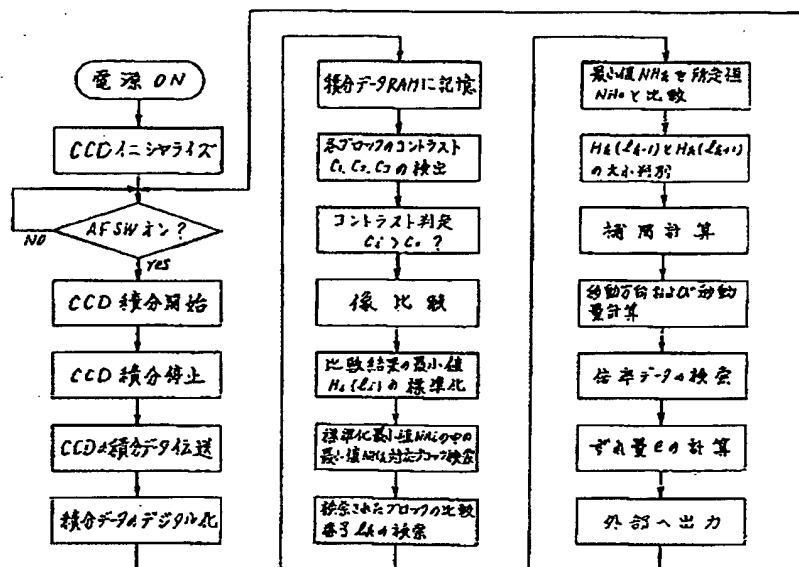 電源ON
CCDイニシャライズ
AFSWオン?
NO
YES
CCD積分開始
CCD積分停止
CCDの積分データ伝送
積分データのデジタル化
積分データRAMに記憶
各ブロックのコントラスト
C1、C2、C3の検出
コントラスト判定
Ci>Co?
像比較
比較結果の最小値
Hi(li)の標準化
標準化最小値NHiの中の
最小値NHk対応ブロック検索
検索されたブロックの比較
番号lkの検索
最小値NHkを所定値
NHoと比較
Hk(lk-1)とHk(lk+1)
の大小判別
補間計算
移動方向および移動
量計算
倍率データの検索
ずれ量eの計算
外部へ出力